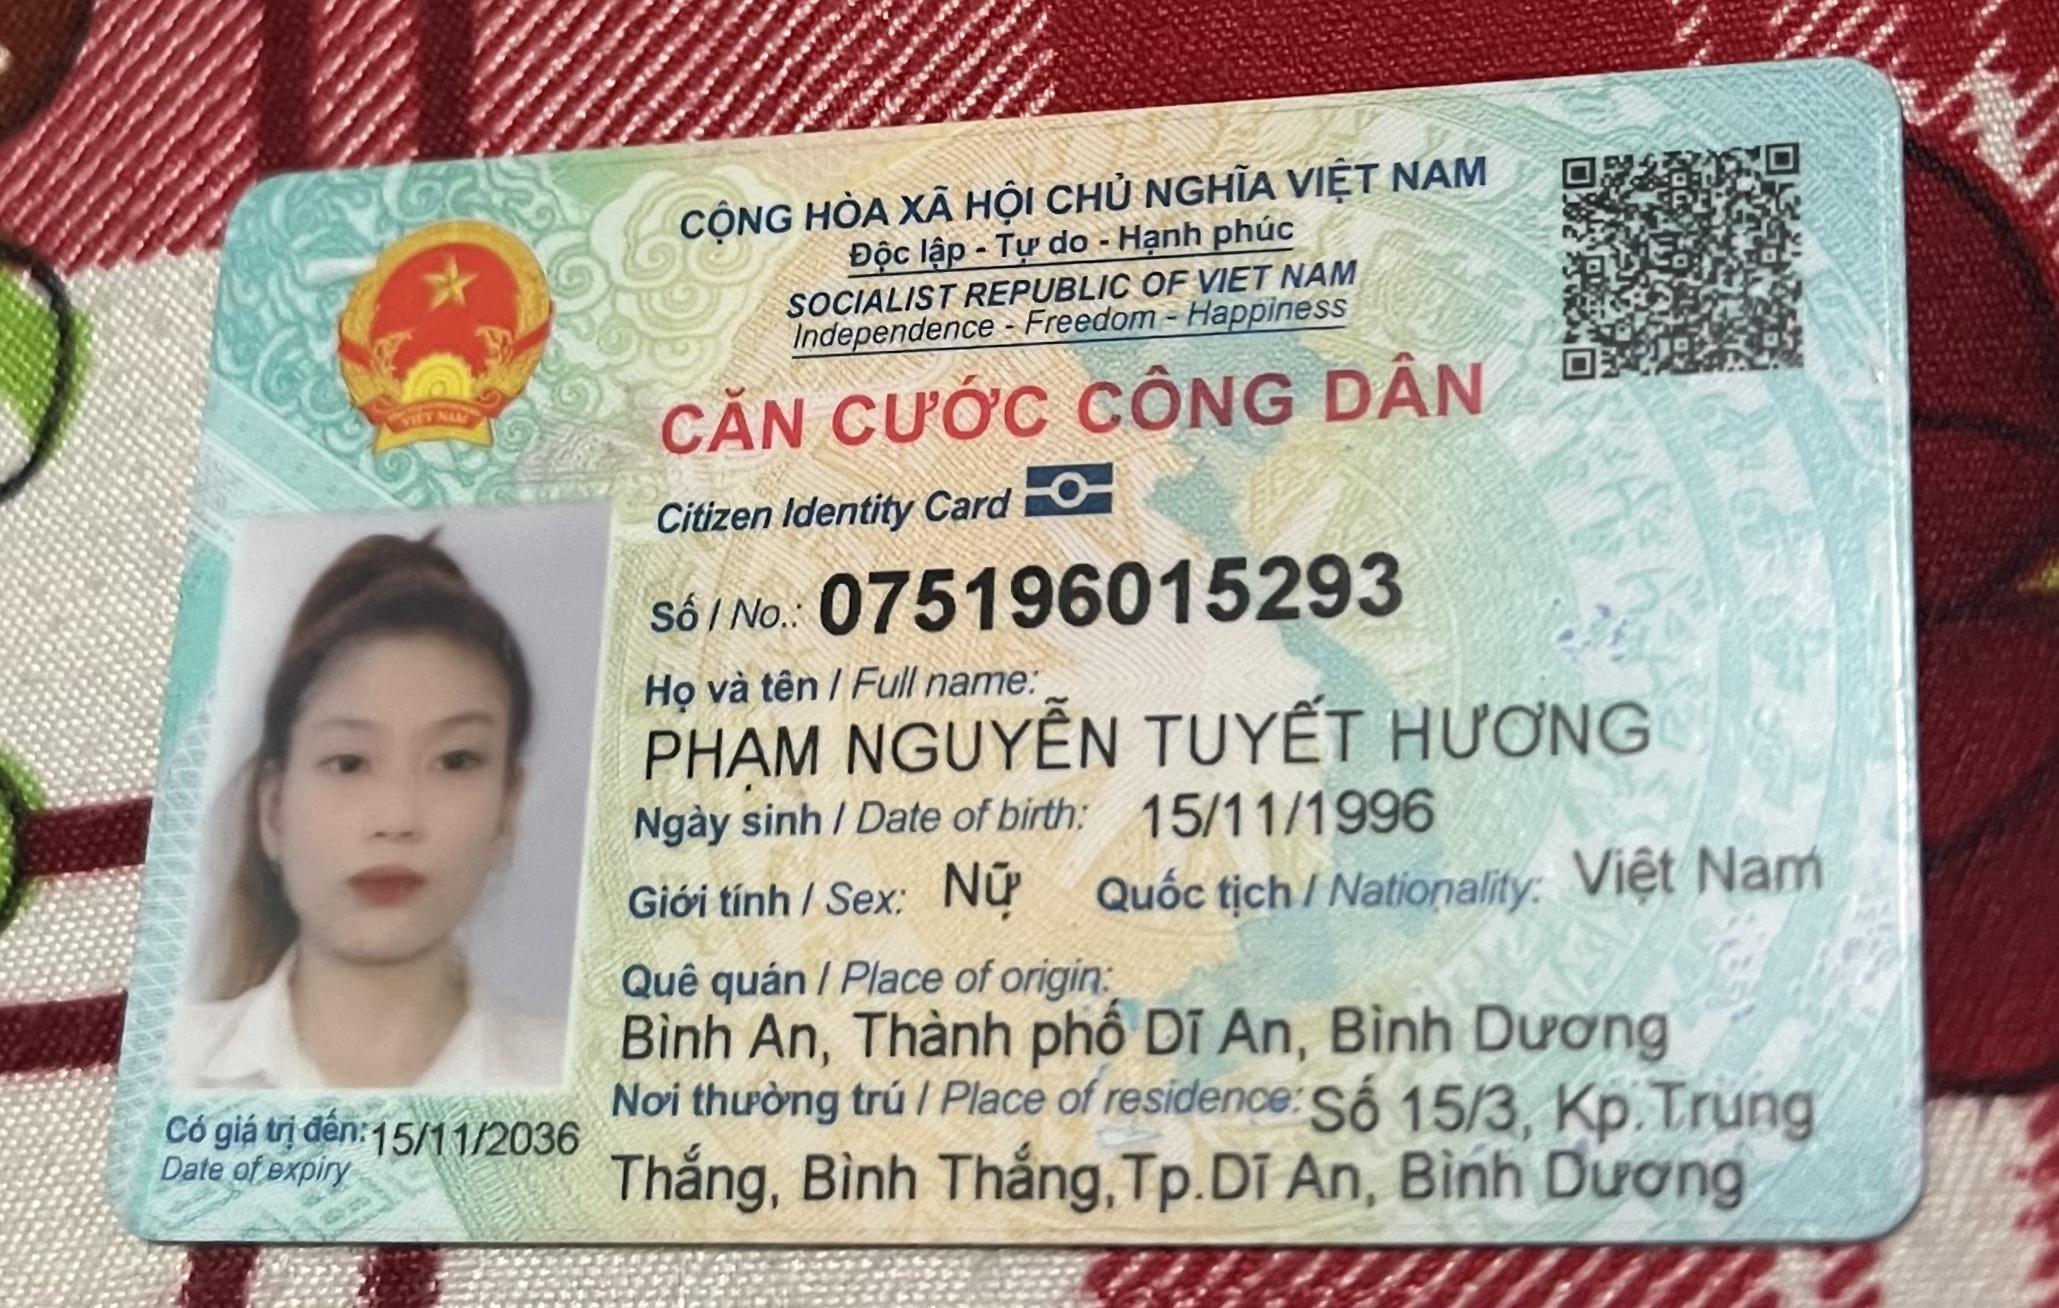 CỘNG HÒA XÃ HỘI CHỦ NGHĨA VIỆT NAM
Độc lập - Tự do - Hạnh phúc
SOCIALIST REPUBLIC OF VIET NAM
Independence - Freedom - Happiness
CĂN CƯỚC CÔNG DÂN
Citizen Identity Card
Số / No.: 075196015293
Họ và tên / Full name:
PHẠM NGUYỄN TUYẾT HƯƠNG
Ngày sinh / Date of birth: 15/11/1996
Giới tính / Sex: Nữ Quốc tịch / Nationality: Việt Nam
Quê quán / Place of origin:
Bình An, Thành phố Dĩ An, Bình Dương
Nơi thường trú / Place of residence: Số 15/3, Kp.Trung
Thắng, Bình Thắng,Tp.Dĩ An, Bình Dương
Có giá trị đến: 15/11/2036
Date of expiry
VIỆT NAM